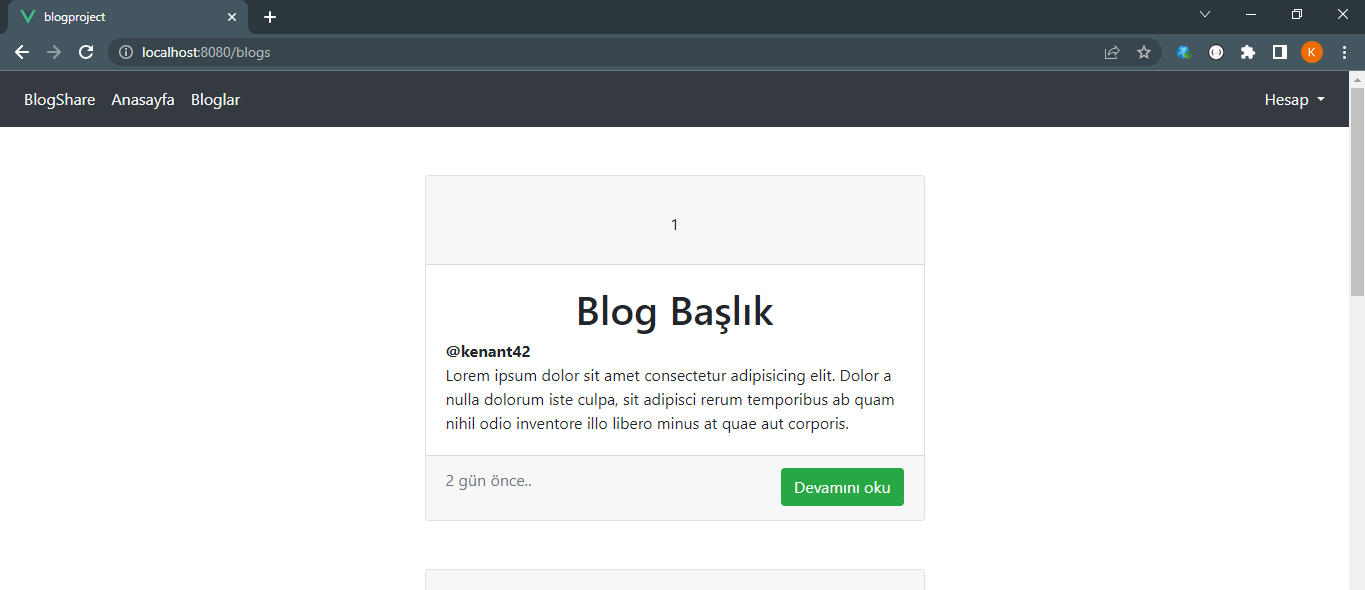 blogproject
localhost:8080/blogs
K
BlogShare Anasayfa Bloglar Hesap
1
Blog Başlık
@kenant42
Lorem ipsum dolor sit amet consectetur adipisicing elit. Dolor a
nulla dolorum iste culpa, sit adipisci rerum temporibus ab quam
nihil odio inventore illo libero minus at quae aut corporis.
2 gün önce.. Devamını oku